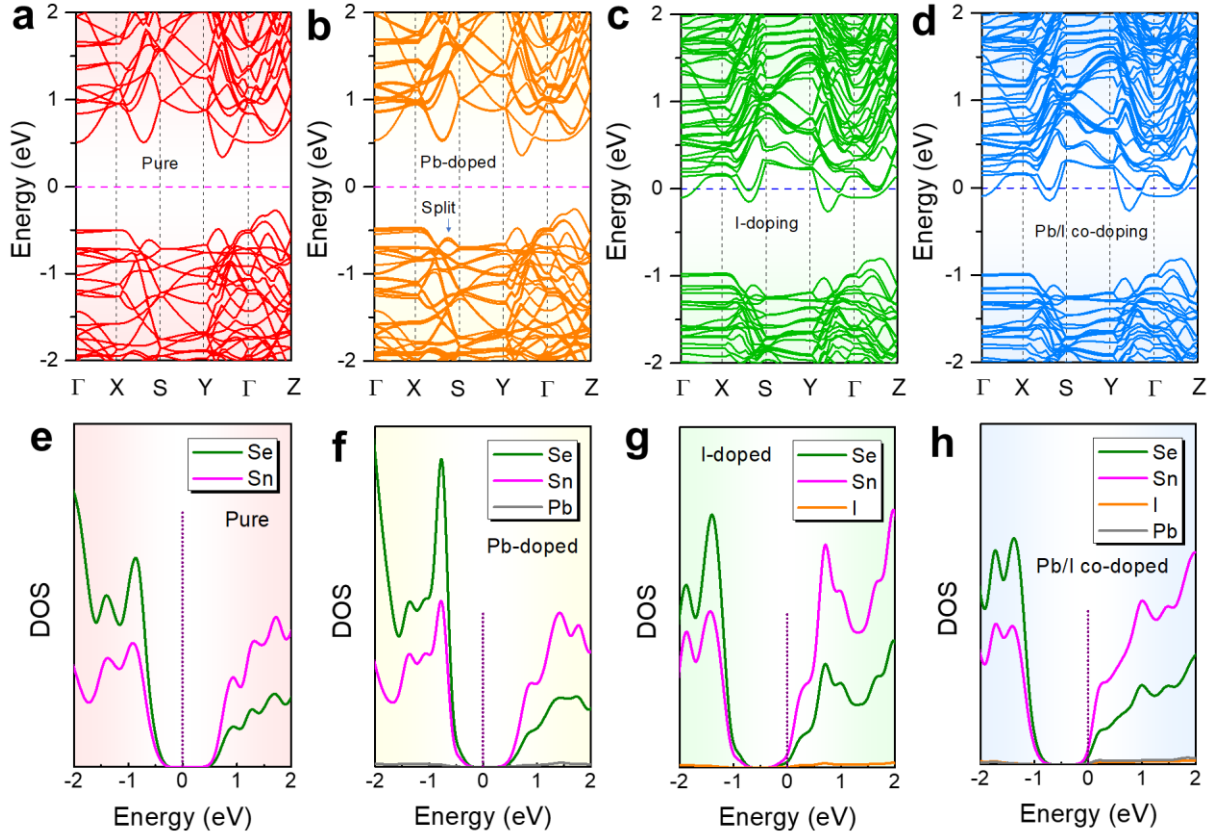 a
2
1
0
-1
-2
Energy (eV)
Pure
Γ X S Y Γ Z
b
2
1
0
-1
-2
Energy (eV)
Pb-doped
Split
Γ X S Y Γ Z
c
2
1
0
-1
-2
Energy (eV)
I-doping
Γ X S Y Γ Z
d
2
1
0
-1
-2
Energy (eV)
Pb/I co-doping
Γ X S Y Γ Z
e
Se
Sn
Pure
DOS
-2 -1 0 1 2
Energy (eV)
f
Se
Sn
Pb
Pb-doped
DOS
-2 -1 0 1 2
Energy (eV)
g
I-doped
Se
Sn
I
DOS
-2 -1 0 1 2
Energy (eV)
h
Se
Sn
I
Pb
Pb/I co-doped
DOS
-2 -1 0 1 2
Energy (eV)